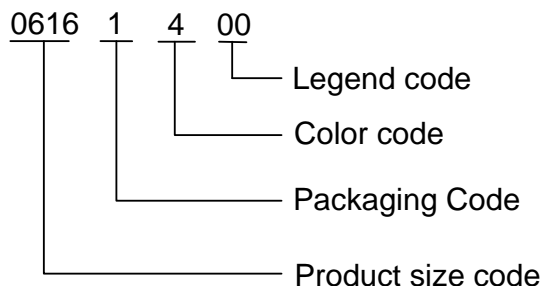 0616 1 4 00
Legend code
Color code
Packaging Code
Product size code